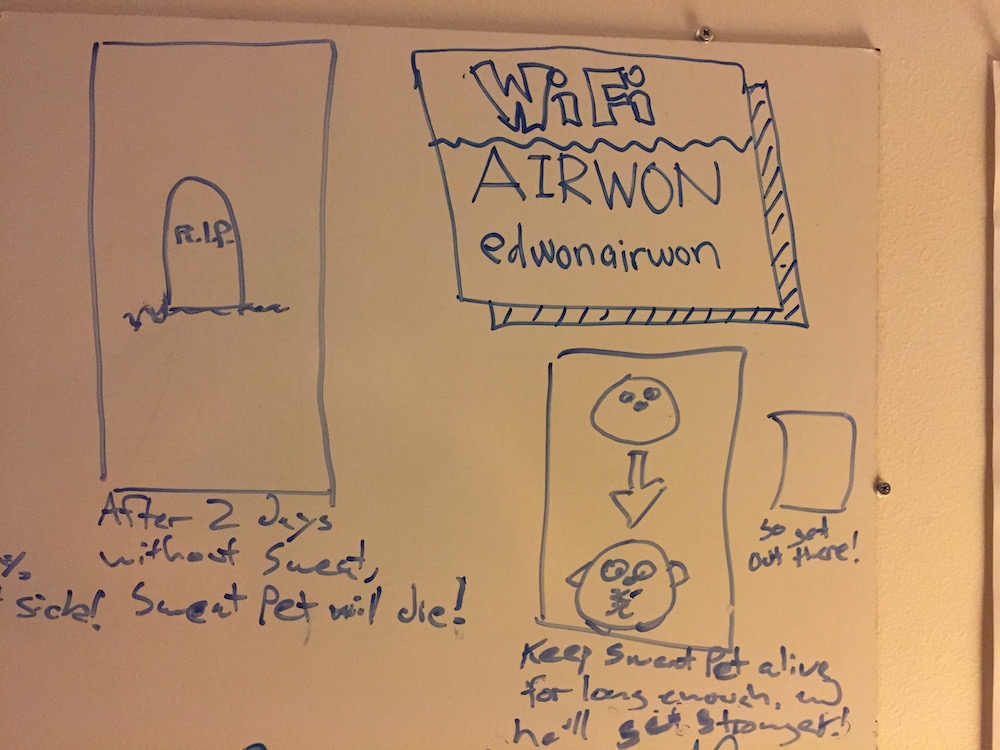 R.I.P.
After 2 days
without Sweat,
Sweat Pet will die!
sick!
WiFi
AIRWON
edwonairwon
so get
out there!
Keep Sweat Pet alive
for long enough, and
he'll get stronger!